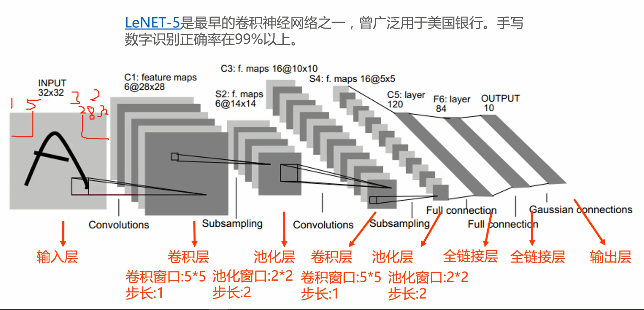 LeNET-5是最早的卷积神经网络之一，曾广泛用于美国银行。手写
数字识别正确率在99%以上。
INPUT
32x32
C1: feature maps
6@28x28
S2: f. maps
6@14x14
C3: f. maps 16@10x10
S4: f. maps 16@5x5
C5: layer
120
F6: layer
84
OUTPUT
10
1 5 3 2
28 32
A
Convolutions
Subsampling
Convolutions
Subsampling
Full connection
Full connection
Gaussian connections
输入层
卷积层
池化层
卷积层
池化层
全链接层
全链接层
输出层
卷积窗口:5*5
步长:1
池化窗口:2*2
步长:2
卷积窗口:5*5
步长:1
池化窗口:2*2
步长:2